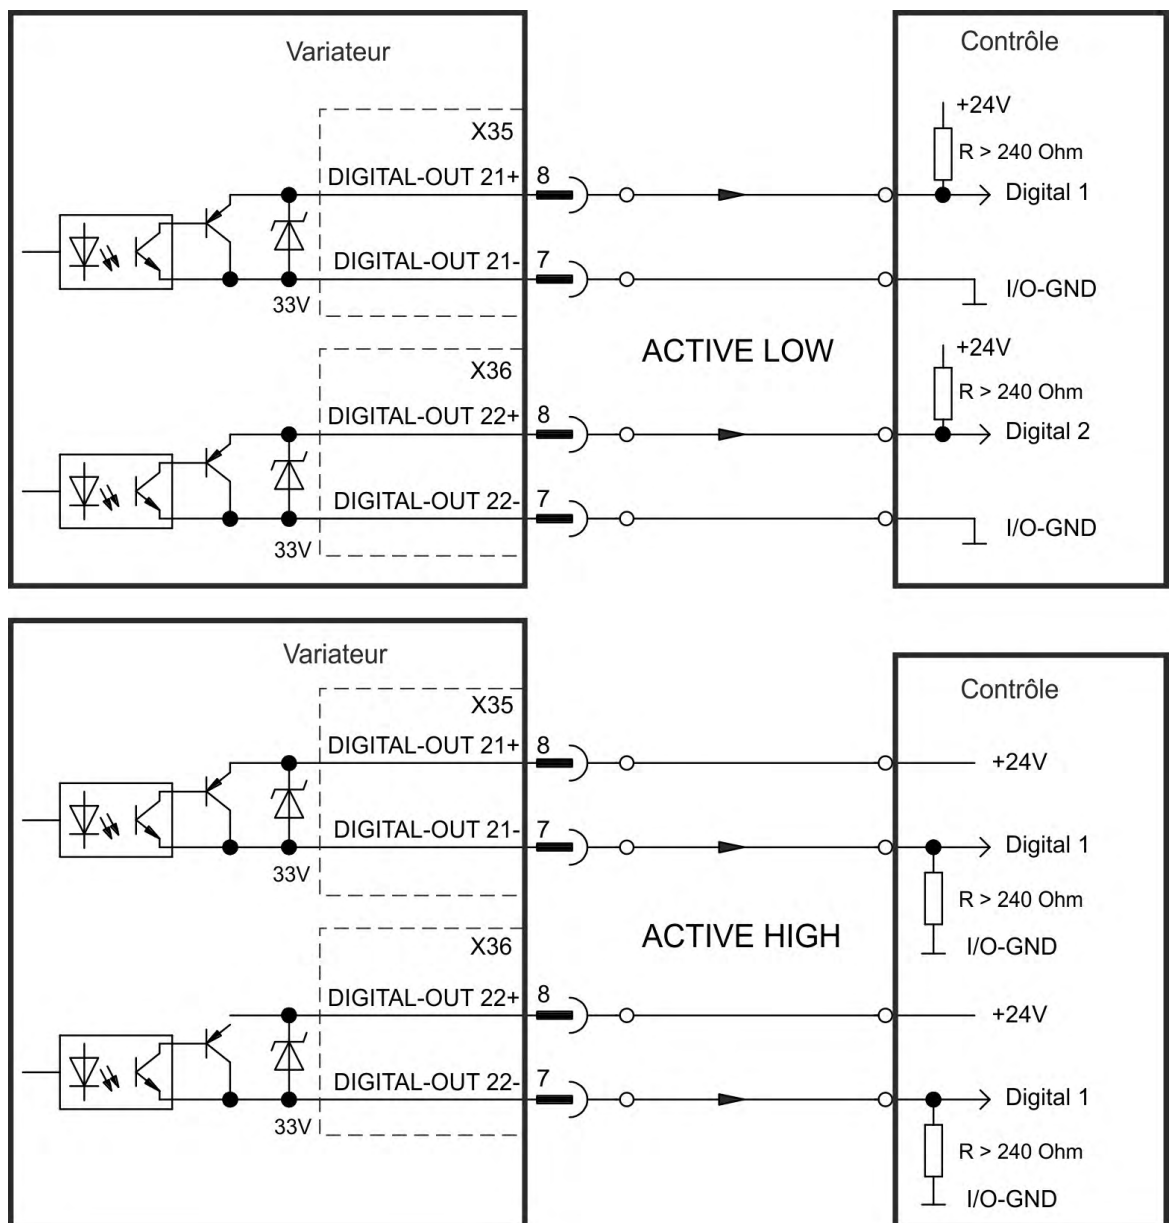 Variateur
Contrôle
+24V
X35
R > 240 Ohm
DIGITAL-OUT 21+
8
Digital 1
DIGITAL-OUT 21-
7
I/O-GND
33V
ACTIVE LOW
+24V
X36
R > 240 Ohm
DIGITAL-OUT 22+
8
Digital 2
DIGITAL-OUT 22-
7
I/O-GND
33V
Variateur
Contrôle
X35
DIGITAL-OUT 21+
8
+24V
DIGITAL-OUT 21-
7
Digital 1
33V
R > 240 Ohm
ACTIVE HIGH
X36
I/O-GND
DIGITAL-OUT 22+
8
+24V
DIGITAL-OUT 22-
7
Digital 1
33V
R > 240 Ohm
I/O-GND